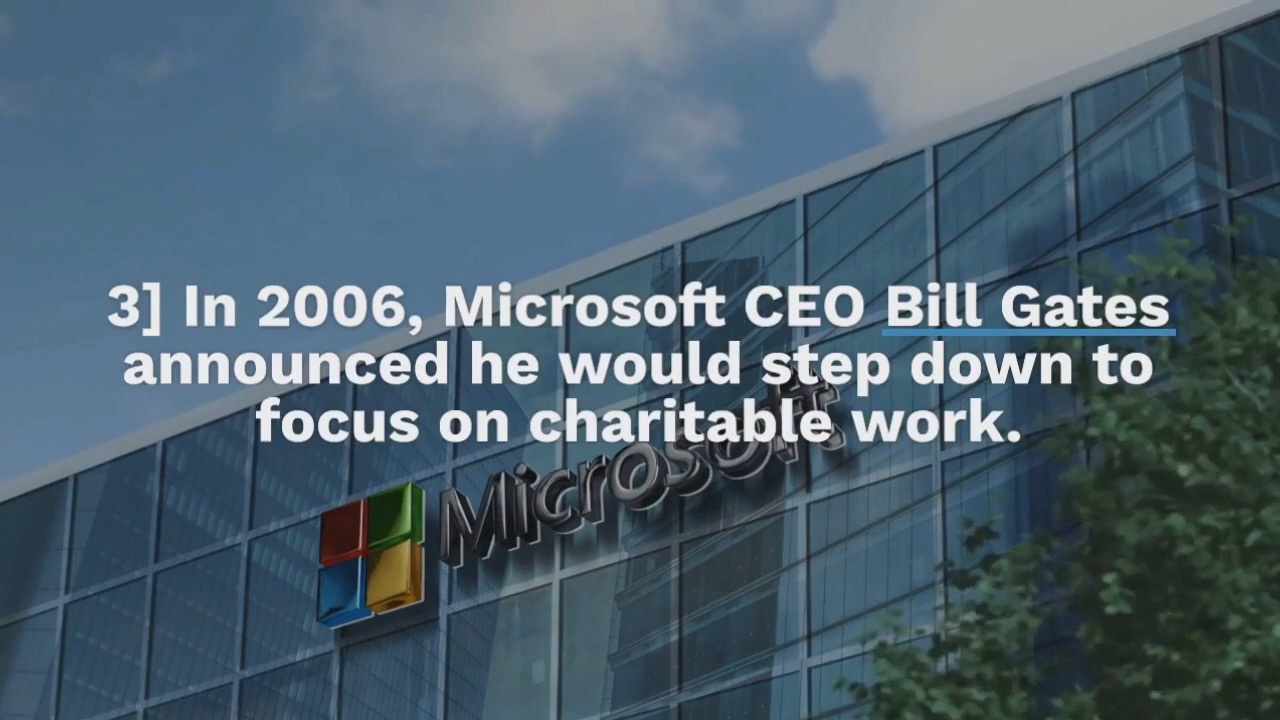 3] In 2006, Microsoft CEO Bill Gates
announced he would step down to
focus on charitable work.
Microsoft